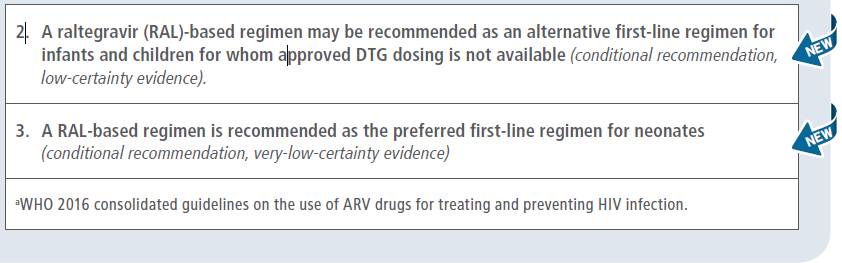 2. A raltegravir (RAL)-based regimen may be recommended as an alternative first-line regimen for
infants and children for whom approved DTG dosing is not available (conditional recommendation,
low-certainty evidence).
NEW
3. A RAL-based regimen is recommended as the preferred first-line regimen for neonates
(conditional recommendation, very-low-certainty evidence)
NEW
ᵃWHO 2016 consolidated guidelines on the use of ARV drugs for treating and preventing HIV infection.